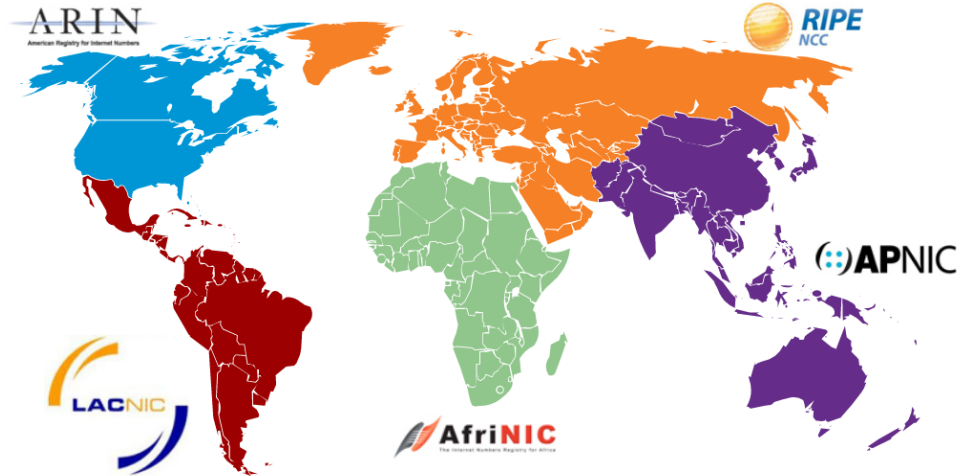 ARIN
American Registry for Internet Numbers
RIPE
NCC
APNIC
LACNIC
AfriNIC
The Internet Numbers Registry for Africa